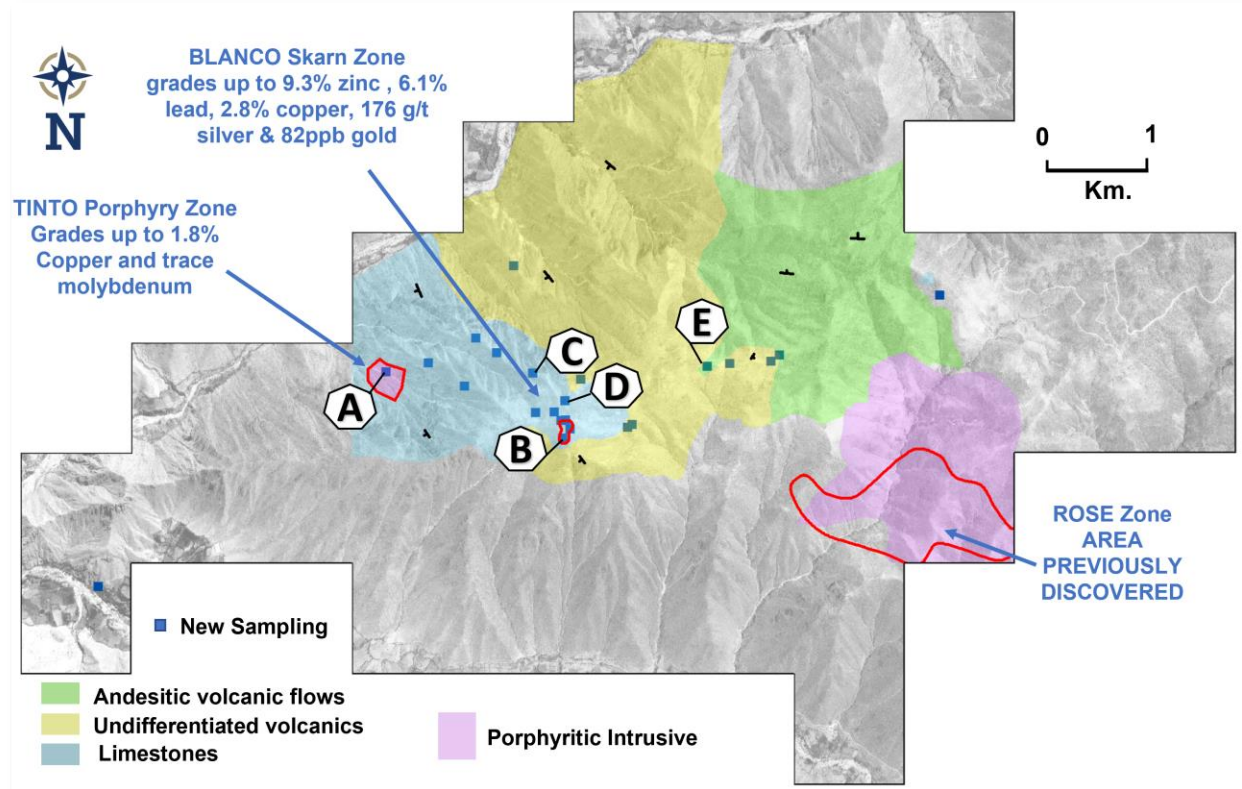 N
BLANCO Skarn Zone
grades up to 9.3% zinc , 6.1%
lead, 2.8% copper, 176 g/t
silver & 82ppb gold
0 1
Km.
TINTO Porphyry Zone
Grades up to 1.8%
Copper and trace
molybdenum
E
C
D
A
B
ROSE Zone
AREA
PREVIOUSLY
DISCOVERED
New Sampling
Andesitic volcanic flows
Undifferentiated volcanics
Limestones
Porphyritic Intrusive